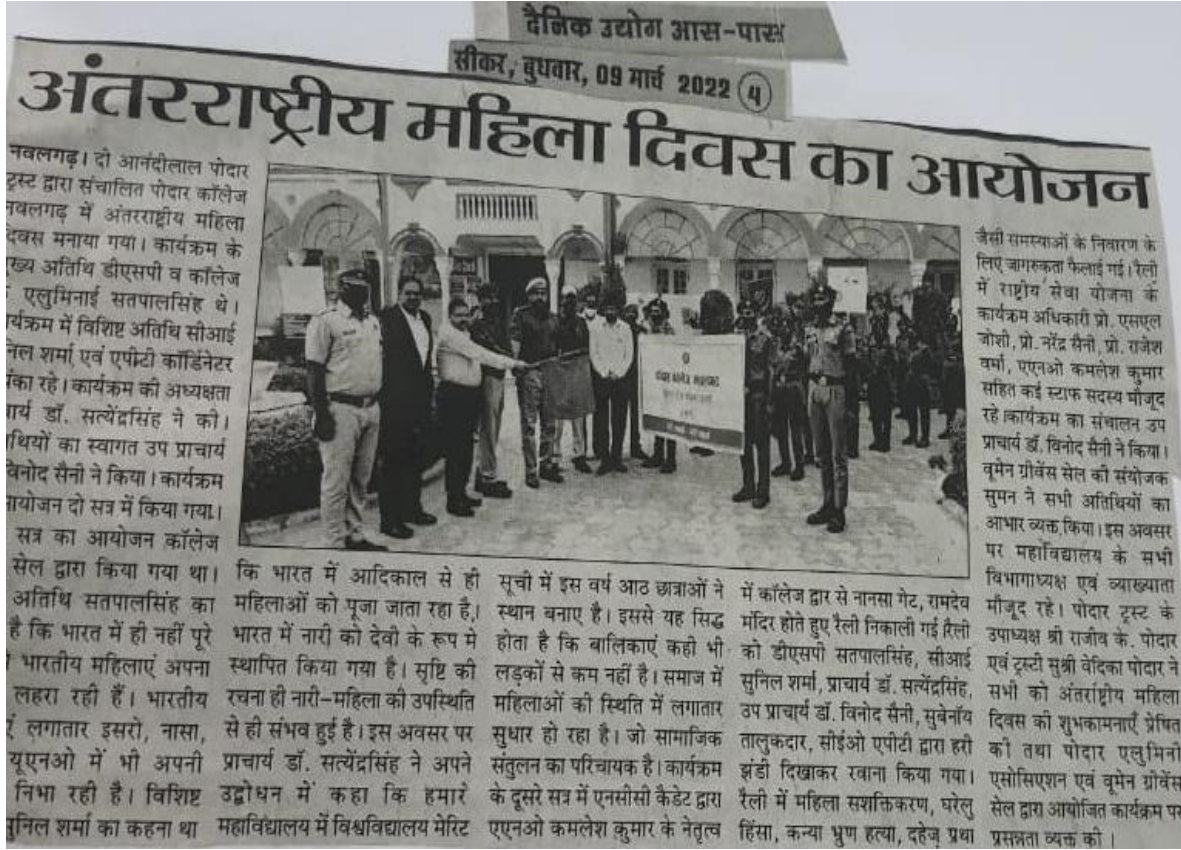 दैनिक उद्योग आस-पास
सीकर, बुधवार, 09 मार्च 2022 4
अंतरराष्ट्रीय महिला दिवस का आयोजन
नवलगढ़। दी आनंदीलाल पोदार
ट्रस्ट द्वारा संचालित पोदार कॉलेज
नवलगढ़ में अंतरराष्ट्रीय महिला
दिवस मनाया गया। कार्यक्रम के
अतिथि डीएसपी व कॉलेज
एलुमिनाई सतपालसिंह थे।
में विशिष्ट अतिथि सीआई
शर्मा एवं एपीटी कॉर्डिनेटर
रहे। कार्यक्रम की अध्यक्षता
डॉ. सत्येंद्रसिंह ने की।
का स्वागत उप प्राचार्य
विनोद सैनी ने किया। कार्यक्रम
दो सत्र में किया गया।
सत्र का आयोजन कॉलेज
सेल द्वारा किया गया था।
अतिथि सतपालसिंह का
है कि भारत में ही नहीं पूरे
भारतीय महिलाएं अपना
लहरा रही हैं। भारतीय
लगातार इसरो, नासा,
यूएनओ में भी अपनी
निभा रही है। विशिष्ट
सुनिल शर्मा का कहना था
कि भारत में आदिकाल से ही
महिलाओं को पूजा जाता रहा है,
भारत में नारी को देवी के रूप मे
स्थापित किया गया है। सृष्टि की
रचना ही नारी-महिला की उपस्थिति
से ही संभव हुई है। इस अवसर पर
प्राचार्य डॉ. सत्येंद्रसिंह ने अपने
उद्बोधन में कहा कि हमारे
महाविद्यालय में विश्वविद्यालय मेरिट
सूची में इस वर्ष आठ छात्राओं ने
स्थान बनाए है। इससे यह सिद्ध
होता है कि बालिकाएं कही भी
लड़कों से कम नहीं है। समाज में
महिलाओं की स्थिति में लगातार
सुधार हो रहा है। जो सामाजिक
संतुलन का परिचायक है। कार्यक्रम
के दूसरे सत्र में एनसीसी कैडेट द्वारा
एएनओ कमलेश कुमार के नेतृत्व
में कॉलेज द्वार से नानसा गेट, रामदेव
मंदिर होते हुए रैली निकाली गई रैली
को डीएसपी सतपालसिंह, सीआई
सुनिल शर्मा, प्राचार्य डॉ. सत्येंद्रसिंह,
उप प्राचार्य डॉ. विनोद सैनी, सुबेनॉय
तालुकदार, सीईओ एपीटी द्वारा हरी
झंडी दिखाकर रवाना किया गया।
रैली में महिला सशक्तिकरण, घरेलु
हिंसा, कन्या भ्रुण हत्या, दहेज प्रथा
जैसी समस्याओं के निवारण के
लिए जागरुकता फैलाई गई। रैली
में राष्ट्रीय सेवा योजना के
कार्यक्रम अधिकारी प्रो. एसएल
जोशी, प्रो. नरेंद्र सैनी, प्रो. राजेश
वर्मा, एएनओ कमलेश कुमार
सहित कई स्टाफ सदस्य मौजूद
रहे। कार्यक्रम का संचालन उप
प्राचार्य डॉ. विनोद सैनी ने किया।
वूमेन ग्रीवेंस सेल की संयोजक
सुमन ने सभी अतिथियों का
आभार व्यक्त किया। इस अवसर
पर महाविद्यालय के सभी
विभागाध्यक्ष एवं व्याख्याता
मौजूद रहे। पोदार ट्रस्ट के
उपाध्यक्ष श्री राजीव के. पोदार
एवं ट्रस्टी सुश्री वेदिका पोदार ने
सभी को अंतर्राष्ट्रीय महिला
दिवस की शुभकामनाएँ प्रेषित
की तथा पोदार एलुमिनी
एसोसिएशन एवं वूमेन ग्रीवेंस
सेल द्वारा आयोजित कार्यक्रम पर
प्रसन्नता व्यक्त की।